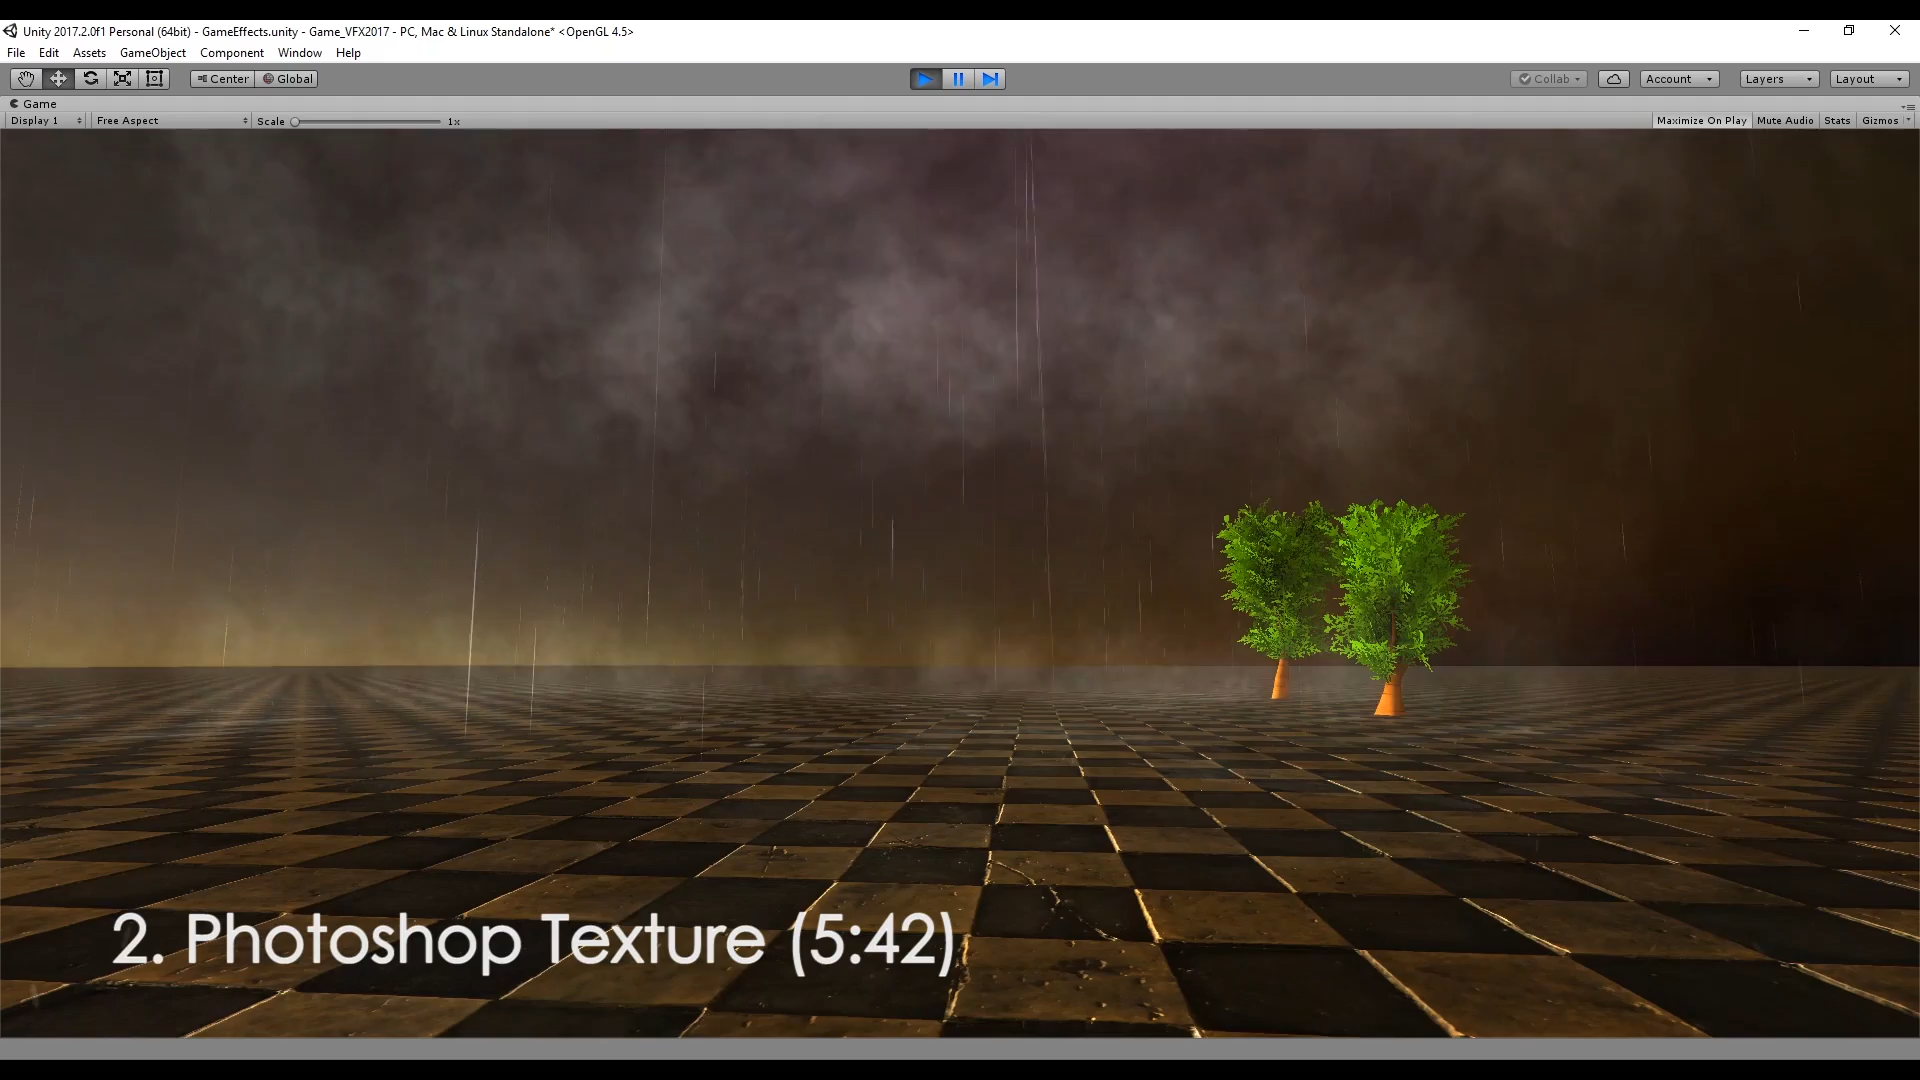 Unity 2017.2.0f1 Personal (64bit) - GameEffects.unity - Game_VFX2017 - PC, Mac & Linux Standalone* <OpenGL 4.5>
File Edit Assets GameObject Component Window Help
Center Global Collab Account Layers Layout
Game
Display 1 Free Aspect Scale 1x Maximize On Play Mute Audio Stats Gizmos
2. Photoshop Texture (5:42)